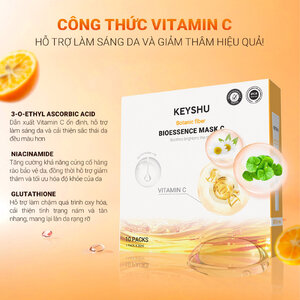 CÔNG THỨC VITAMIN C
HỖ TRỢ LÀM SÁNG DA VÀ GIẢM THÂM HIỆU QUẢ!
3-O-ETHYL ASCORBIC ACID
Dẫn xuất Vitamin C ổn định, hỗ trợ
làm sáng da và cải thiện sắc thái da
đều màu hơn
NIACINAMIDE
Tăng cường khả năng củng cố hàng
rào bảo vệ da, đồng thời hỗ trợ giảm
thâm và tối ưu hóa độ khỏe của da
GLUTATHIONE
Hỗ trợ làm chậm quá trình oxy hóa,
cải thiện tình trạng nám và tàn
nhang, mang lại làn da rạng rỡ
KEYSHU
Botanic fiber
BIOESSENCE MASK C
VITAMIN C
10 PACKS